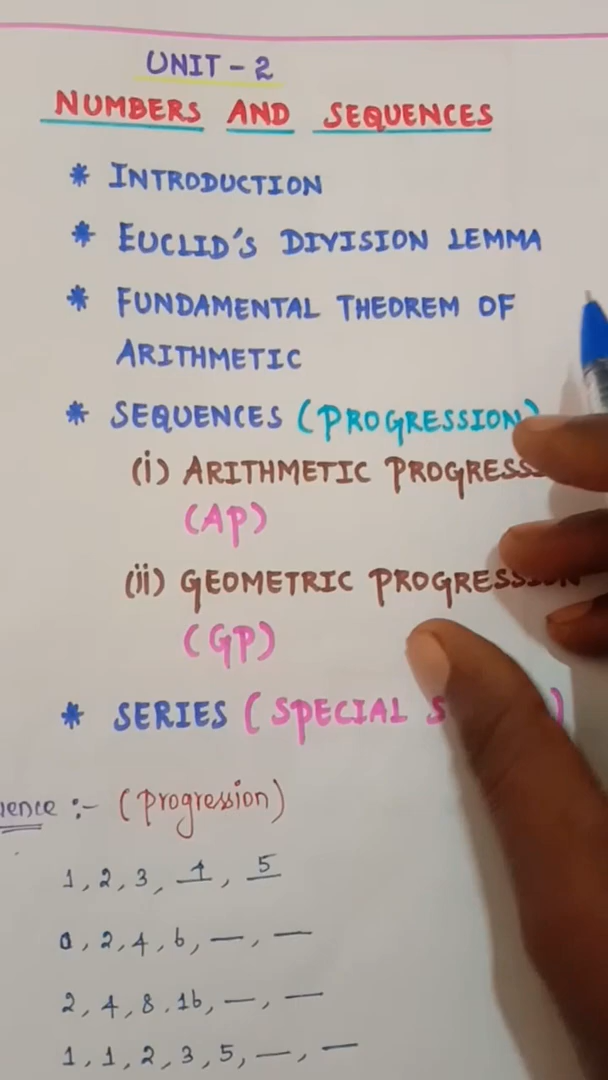 UNIT - 2
NUMBERS AND SEQUENCES
* INTRODUCTION
* EUCLID'S DIVISION LEMMA
* FUNDAMENTAL THEOREM OF
ARITHMETIC
* SEQUENCES (PROGRESSION)
(i) ARITHMETIC
(AP)
(ii) GEOMETRIC PROGRESSION
(GP)
* SERIES (SPECIAL
:- (progression)
1, 2, 3, 4, 5
0, 2, 4, 6, —, —
2, 4, 8, 16, —, —
1, 1, 2, 3, 5, —, —